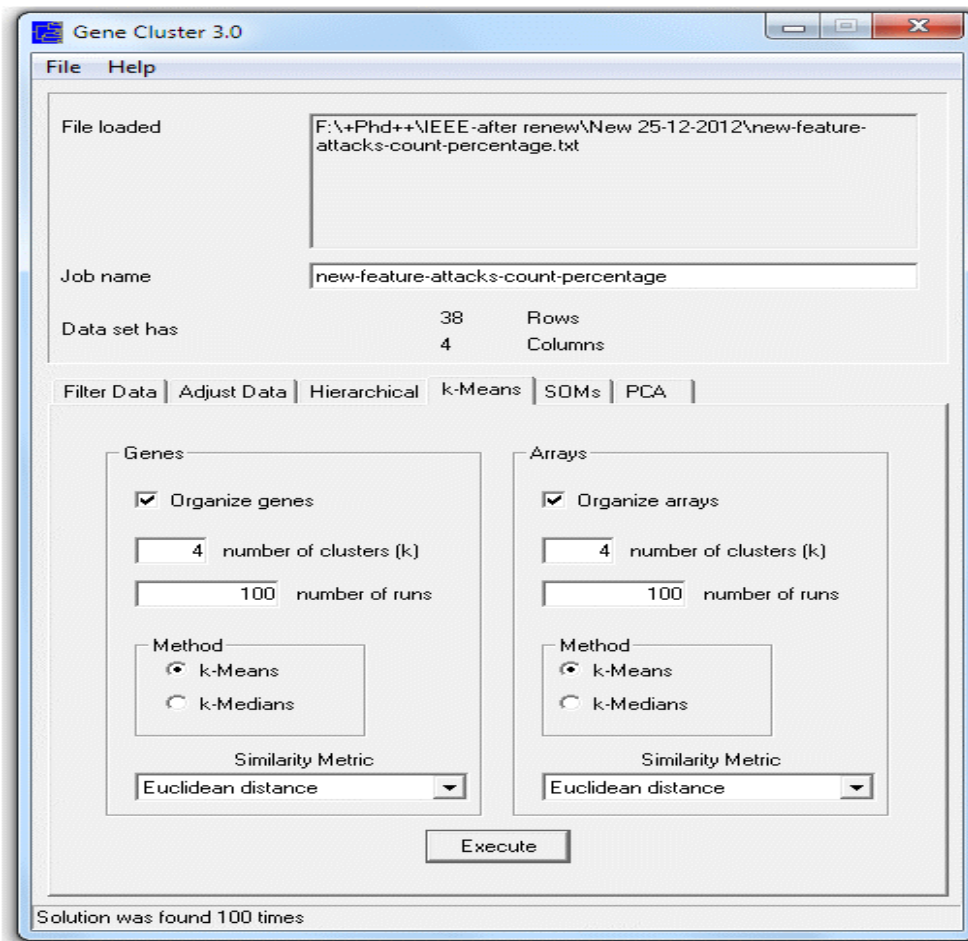 Gene Cluster 3.0
File Help
File loaded
F:\+Phd++\IEEE-after renew\New 25-12-2012\new-feature-
attacks-count-percentage.txt
Job name
new-feature-attacks-count-percentage
Data set has
38 Rows
4 Columns
Filter Data Adjust Data Hierarchical k-Means SOMs PCA
Genes
Organize genes
4 number of clusters (k)
100 number of runs
Method
k-Means
k-Medians
Similarity Metric
Euclidean distance
Arrays
Organize arrays
4 number of clusters (k)
100 number of runs
Method
k-Means
k-Medians
Similarity Metric
Euclidean distance
Execute
Solution was found 100 times